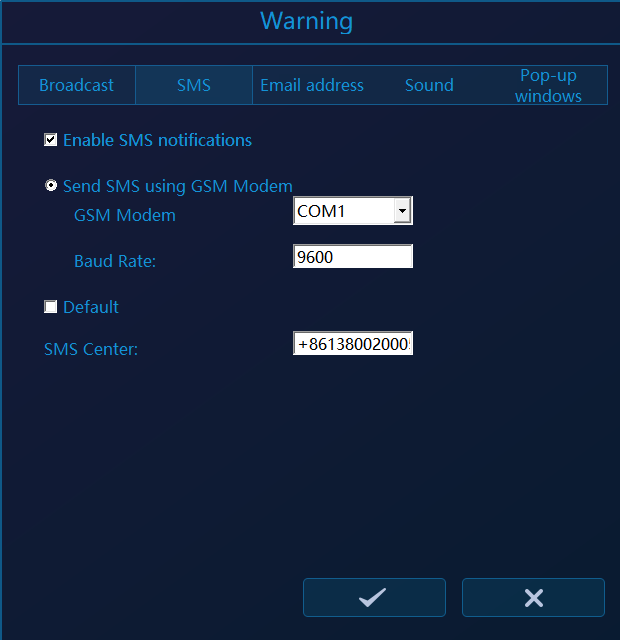 Warning
Broadcast
SMS
Email address
Sound
Pop-up
windows
Enable SMS notifications
Send SMS using GSM Modem
GSM Modem
COM1
Baud Rate:
9600
Default
SMS Center: